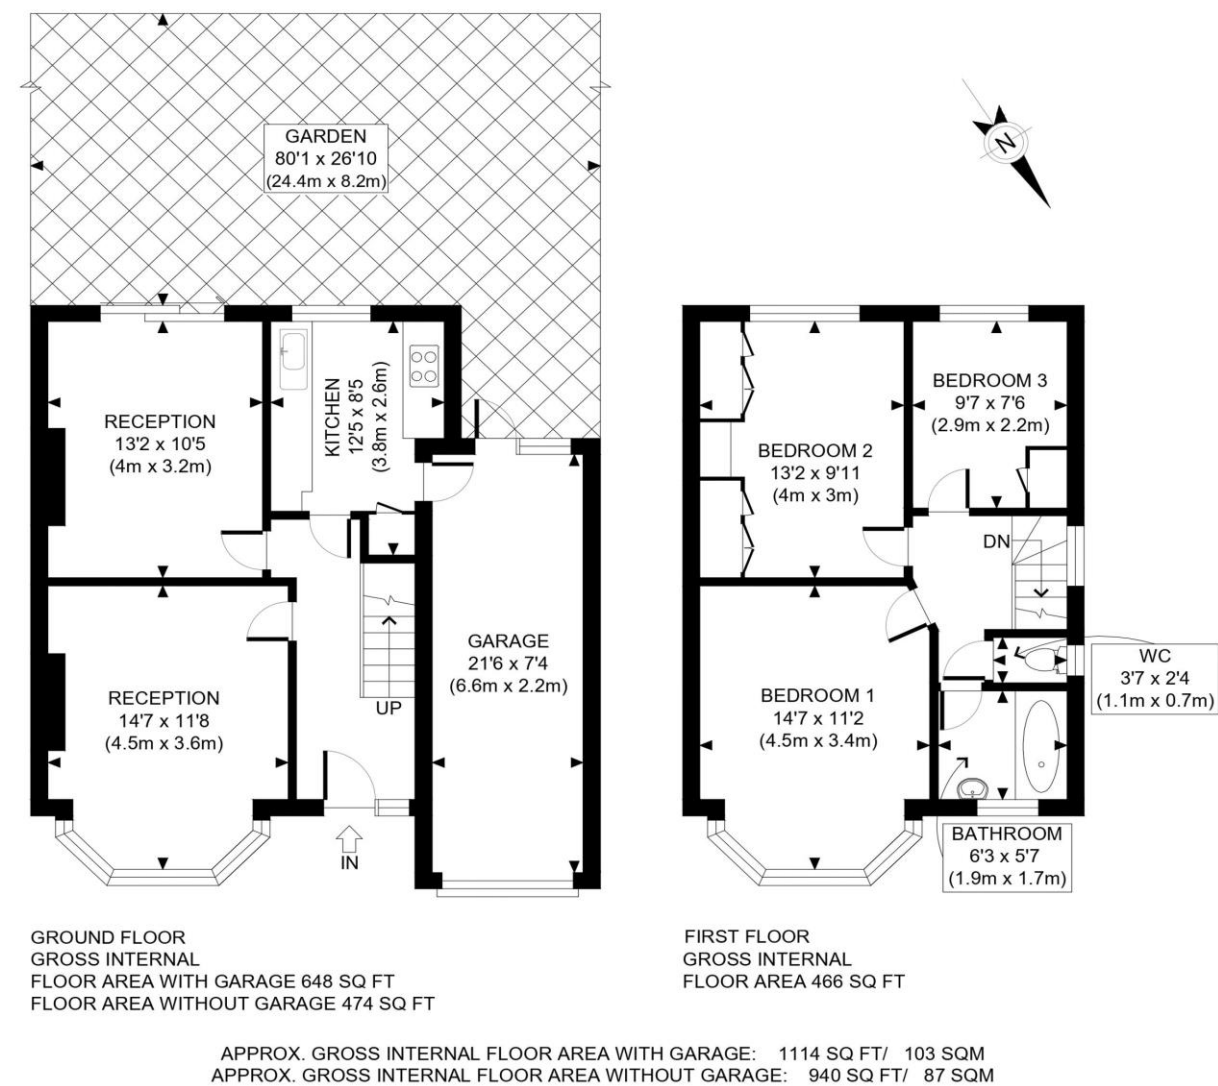 GARDEN
80'1 x 26'10
(24.4m x 8.2m)
N
RECEPTION
13'2 x 10'5
(4m x 3.2m)
KITCHEN
12'5 x 8'5
(3.8m x 2.6m)
RECEPTION
14'7 x 11'8
(4.5m x 3.6m)
UP
IN
GARAGE
21'6 x 7'4
(6.6m x 2.2m)
BEDROOM 2
13'2 x 9'11
(4m x 3m)
BEDROOM 3
9'7 x 7'6
(2.9m x 2.2m)
DN
BEDROOM 1
14'7 x 11'2
(4.5m x 3.4m)
WC
3'7 x 2'4
(1.1m x 0.7m)
BATHROOM
6'3 x 5'7
(1.9m x 1.7m)
GROUND FLOOR
GROSS INTERNAL
FLOOR AREA WITH GARAGE 648 SQ FT
FLOOR AREA WITHOUT GARAGE 474 SQ FT
FIRST FLOOR
GROSS INTERNAL
FLOOR AREA 466 SQ FT
APPROX. GROSS INTERNAL FLOOR AREA WITH GARAGE: 1114 SQ FT/ 103 SQM
APPROX. GROSS INTERNAL FLOOR AREA WITHOUT GARAGE: 940 SQ FT/ 87 SQM